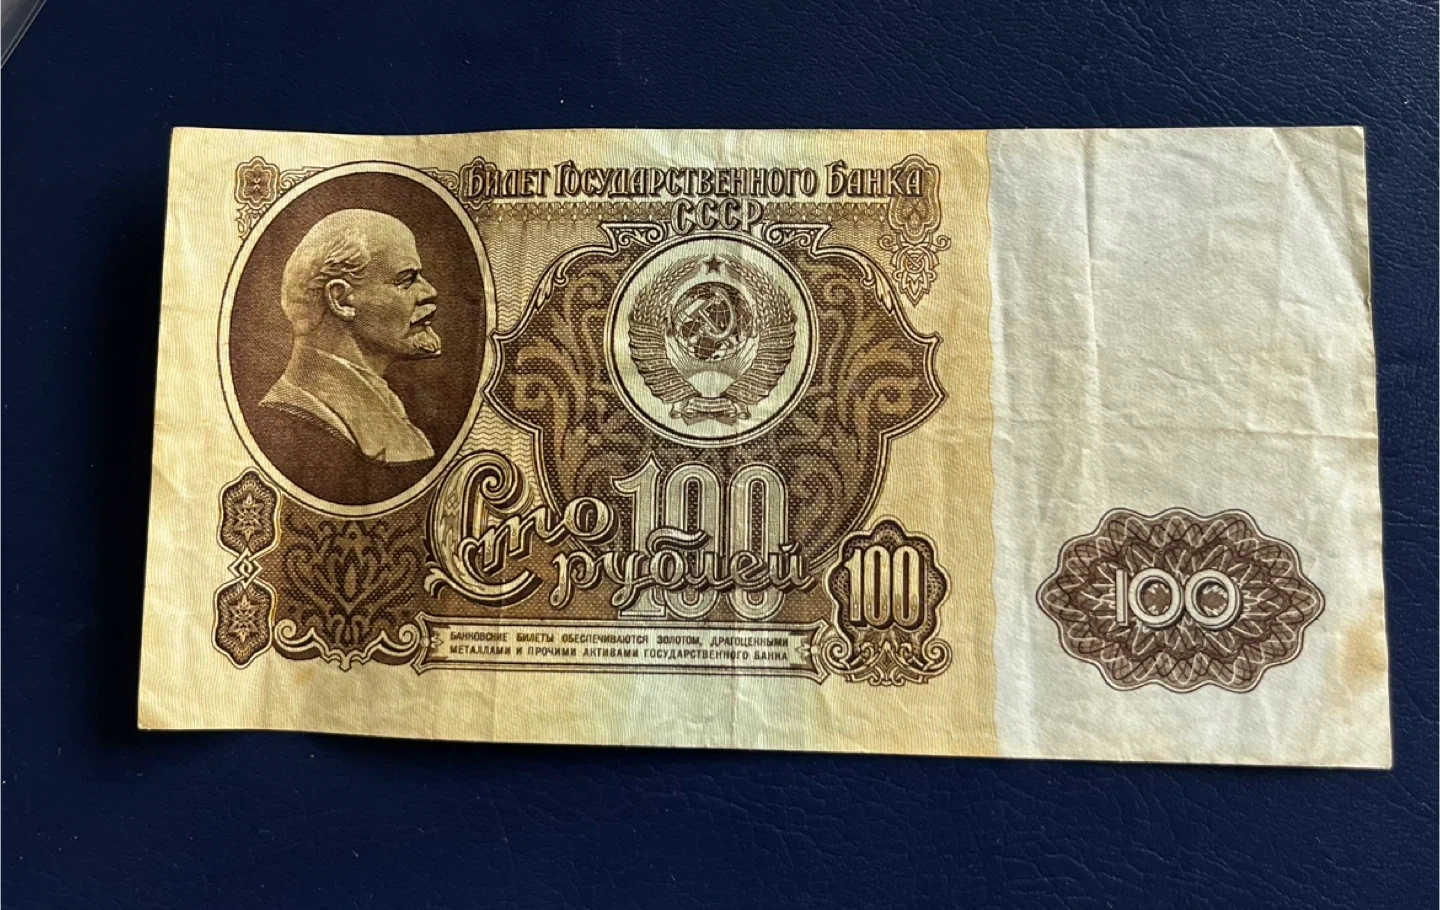 БИЛЕТ ГОСУДАРСТВЕННОГО БАНКА
СССР
100
Сто
рублей
100
100
БАНКОВСКИЕ БИЛЕТЫ ОБЕСПЕЧИВАЮТСЯ ЗОЛОТОМ, ДРАГОЦЕННЫМИ
МЕТАЛЛАМИ И ПРОЧИМИ АКТИВАМИ ГОСУДАРСТВЕННОГО БАНКА